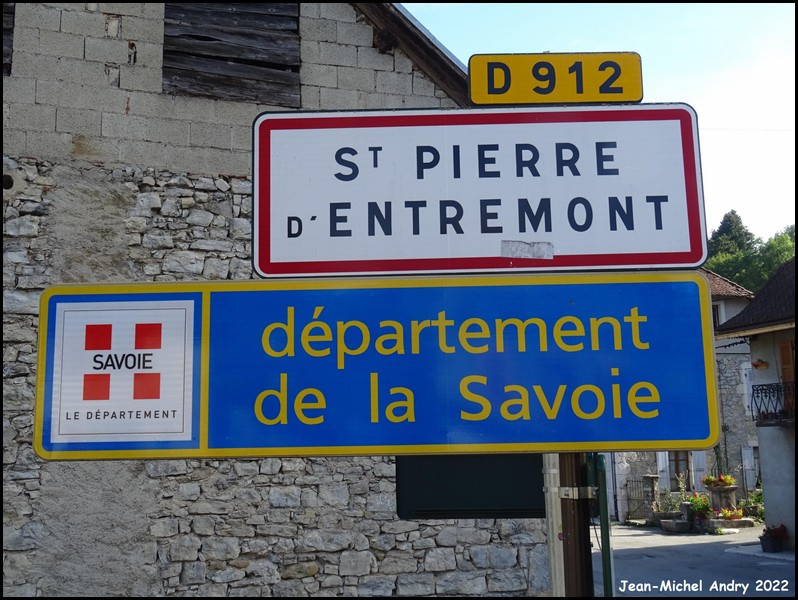 D 912
ST PIERRE
D'ENTREMONT
SAVOIE
LE DÉPARTEMENT
département
de la Savoie
Jean-Michel Andry 2022